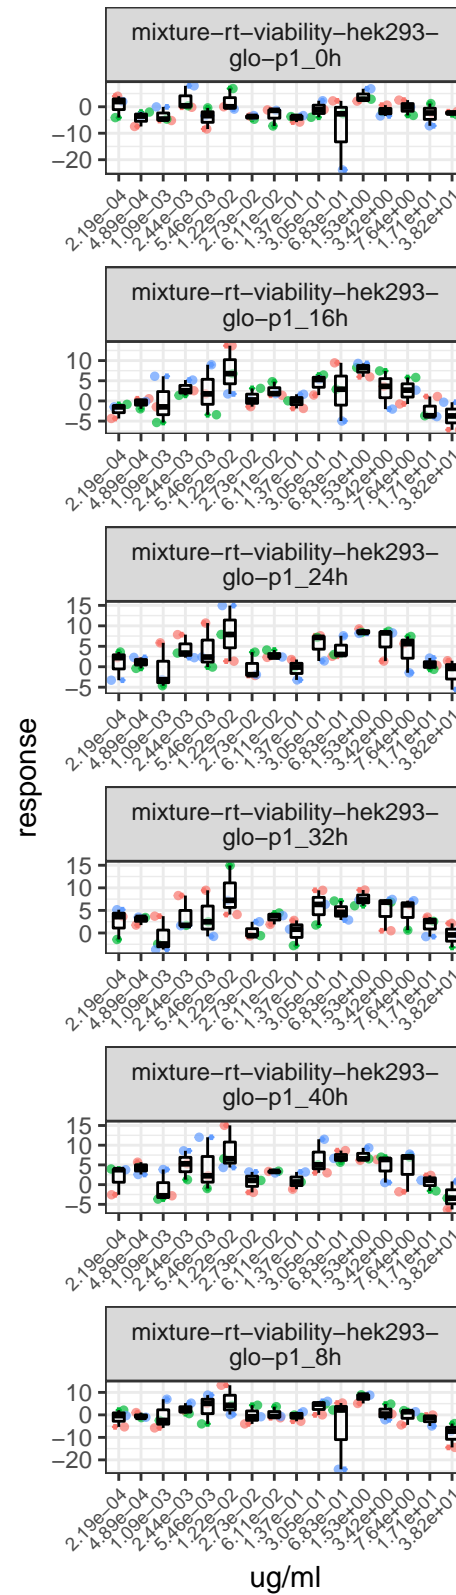 mixture−rt−viability−hek293−
glo−p1_0h
0
−10
−20
2.19e−04
4.89e−04
1.09e−03
2.44e−03
5.46e−03
1.22e−02
2.73e−02
6.11e−02
1.37e−01
3.05e−01
6.83e−01
1.53e+00
3.42e+00
7.64e+00
1.71e+01
3.82e+01
mixture−rt−viability−hek293−
glo−p1_16h
10
5
0
−5
2.19e−04
4.89e−04
1.09e−03
2.44e−03
5.46e−03
1.22e−02
2.73e−02
6.11e−02
1.37e−01
3.05e−01
6.83e−01
1.53e+00
3.42e+00
7.64e+00
1.71e+01
3.82e+01
mixture−rt−viability−hek293−
glo−p1_24h
15
10
5
0
−5
2.19e−04
4.89e−04
1.09e−03
2.44e−03
5.46e−03
1.22e−02
2.73e−02
6.11e−02
1.37e−01
3.05e−01
6.83e−01
1.53e+00
3.42e+00
7.64e+00
1.71e+01
3.82e+01
response
mixture−rt−viability−hek293−
glo−p1_32h
15
10
5
0
2.19e−04
4.89e−04
1.09e−03
2.44e−03
5.46e−03
1.22e−02
2.73e−02
6.11e−02
1.37e−01
3.05e−01
6.83e−01
1.53e+00
3.42e+00
7.64e+00
1.71e+01
3.82e+01
mixture−rt−viability−hek293−
glo−p1_40h
15
10
5
0
−5
2.19e−04
4.89e−04
1.09e−03
2.44e−03
5.46e−03
1.22e−02
2.73e−02
6.11e−02
1.37e−01
3.05e−01
6.83e−01
1.53e+00
3.42e+00
7.64e+00
1.71e+01
3.82e+01
mixture−rt−viability−hek293−
glo−p1_8h
10
0
−10
−20
2.19e−04
4.89e−04
1.09e−03
2.44e−03
5.46e−03
1.22e−02
2.73e−02
6.11e−02
1.37e−01
3.05e−01
6.83e−01
1.53e+00
3.42e+00
7.64e+00
1.71e+01
3.82e+01
ug/ml